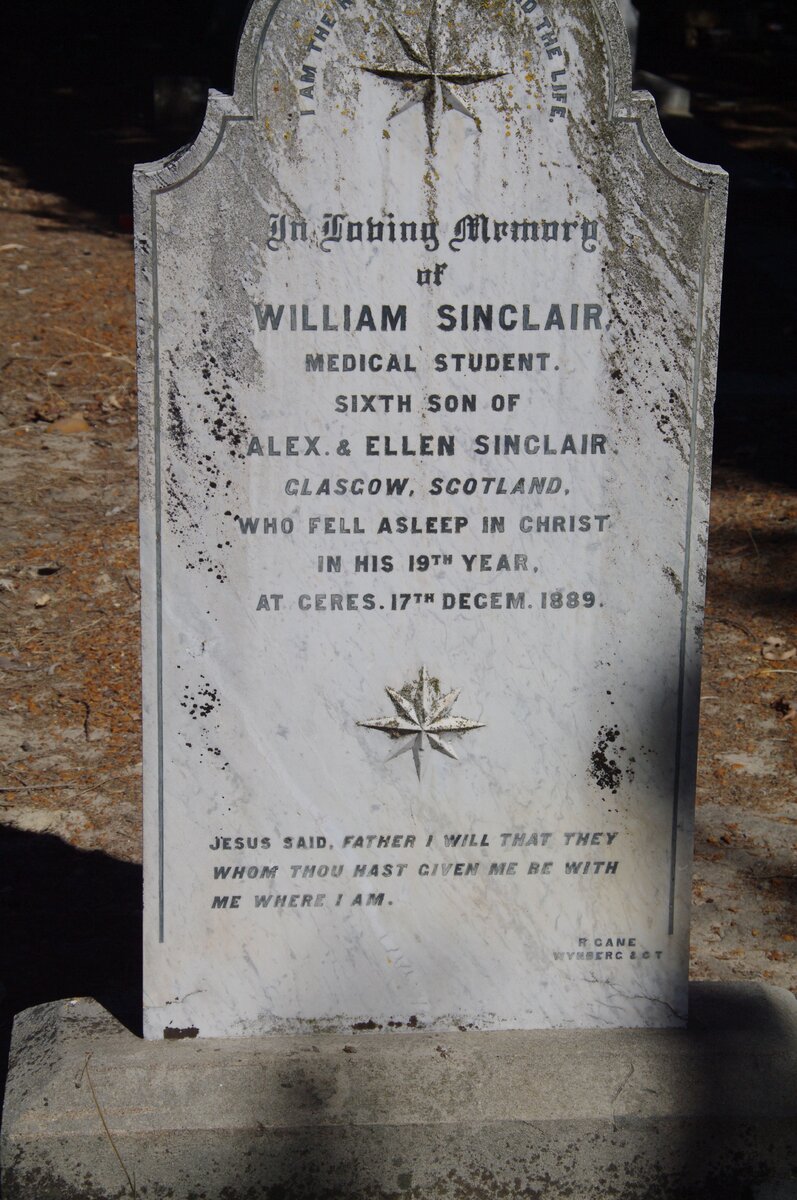 I AM THE R
D THE LIFE.
In Loving Memory
of
WILLIAM SINCLAIR,
MEDICAL STUDENT.
SIXTH SON OF
ALEX. & ELLEN SINCLAIR,
GLASGOW, SCOTLAND,
WHO FELL ASLEEP IN CHRIST
IN HIS 19TH YEAR,
AT CERES. 17TH DECEM. 1889.
JESUS SAID, FATHER I WILL THAT THEY
WHOM THOU HAST GIVEN ME BE WITH
ME WHERE I AM.
R CANE
WYNBERG & C T